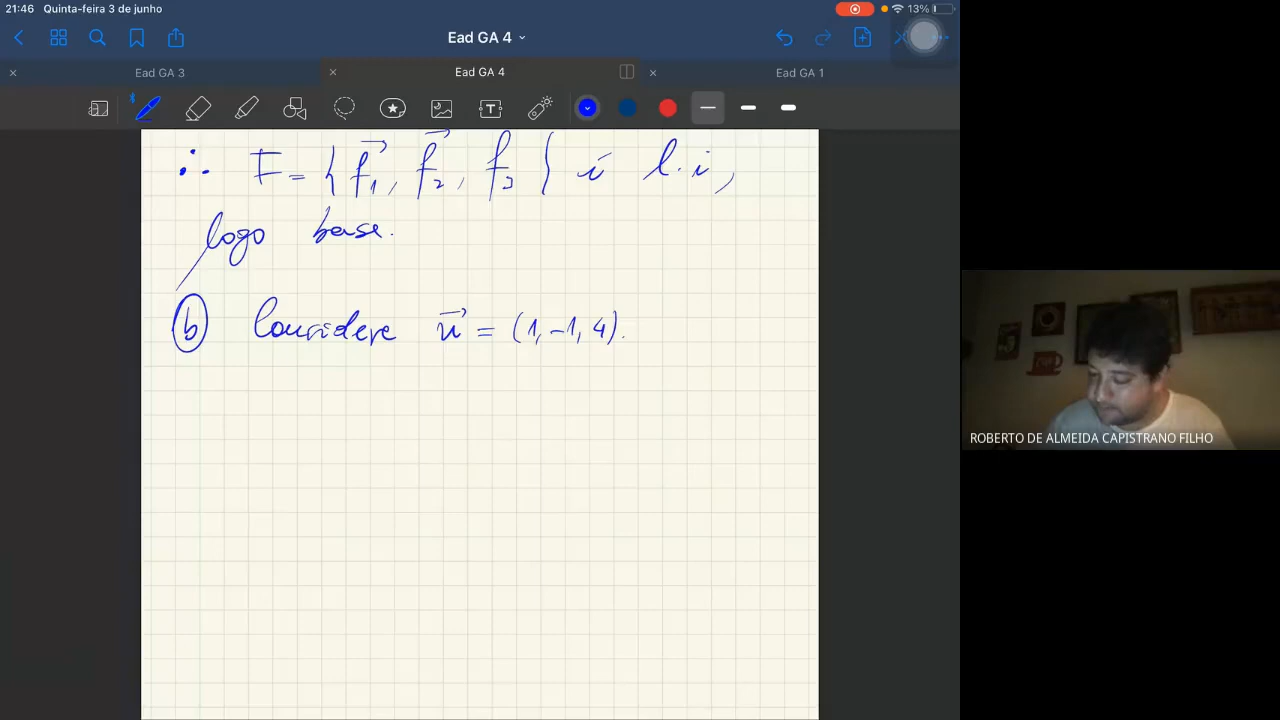 21:46 Quinta-feira 3 de junho
13%
Ead GA 4
Ead GA 3
Ead GA 4
Ead GA 1
∴ F = {f⃗₁, f⃗₂, f₃} é l.i,
logo base.
ⓑ Considere u⃗ = (1, -1, 4).
ROBERTO DE ALMEIDA CAPISTRANO FILHO